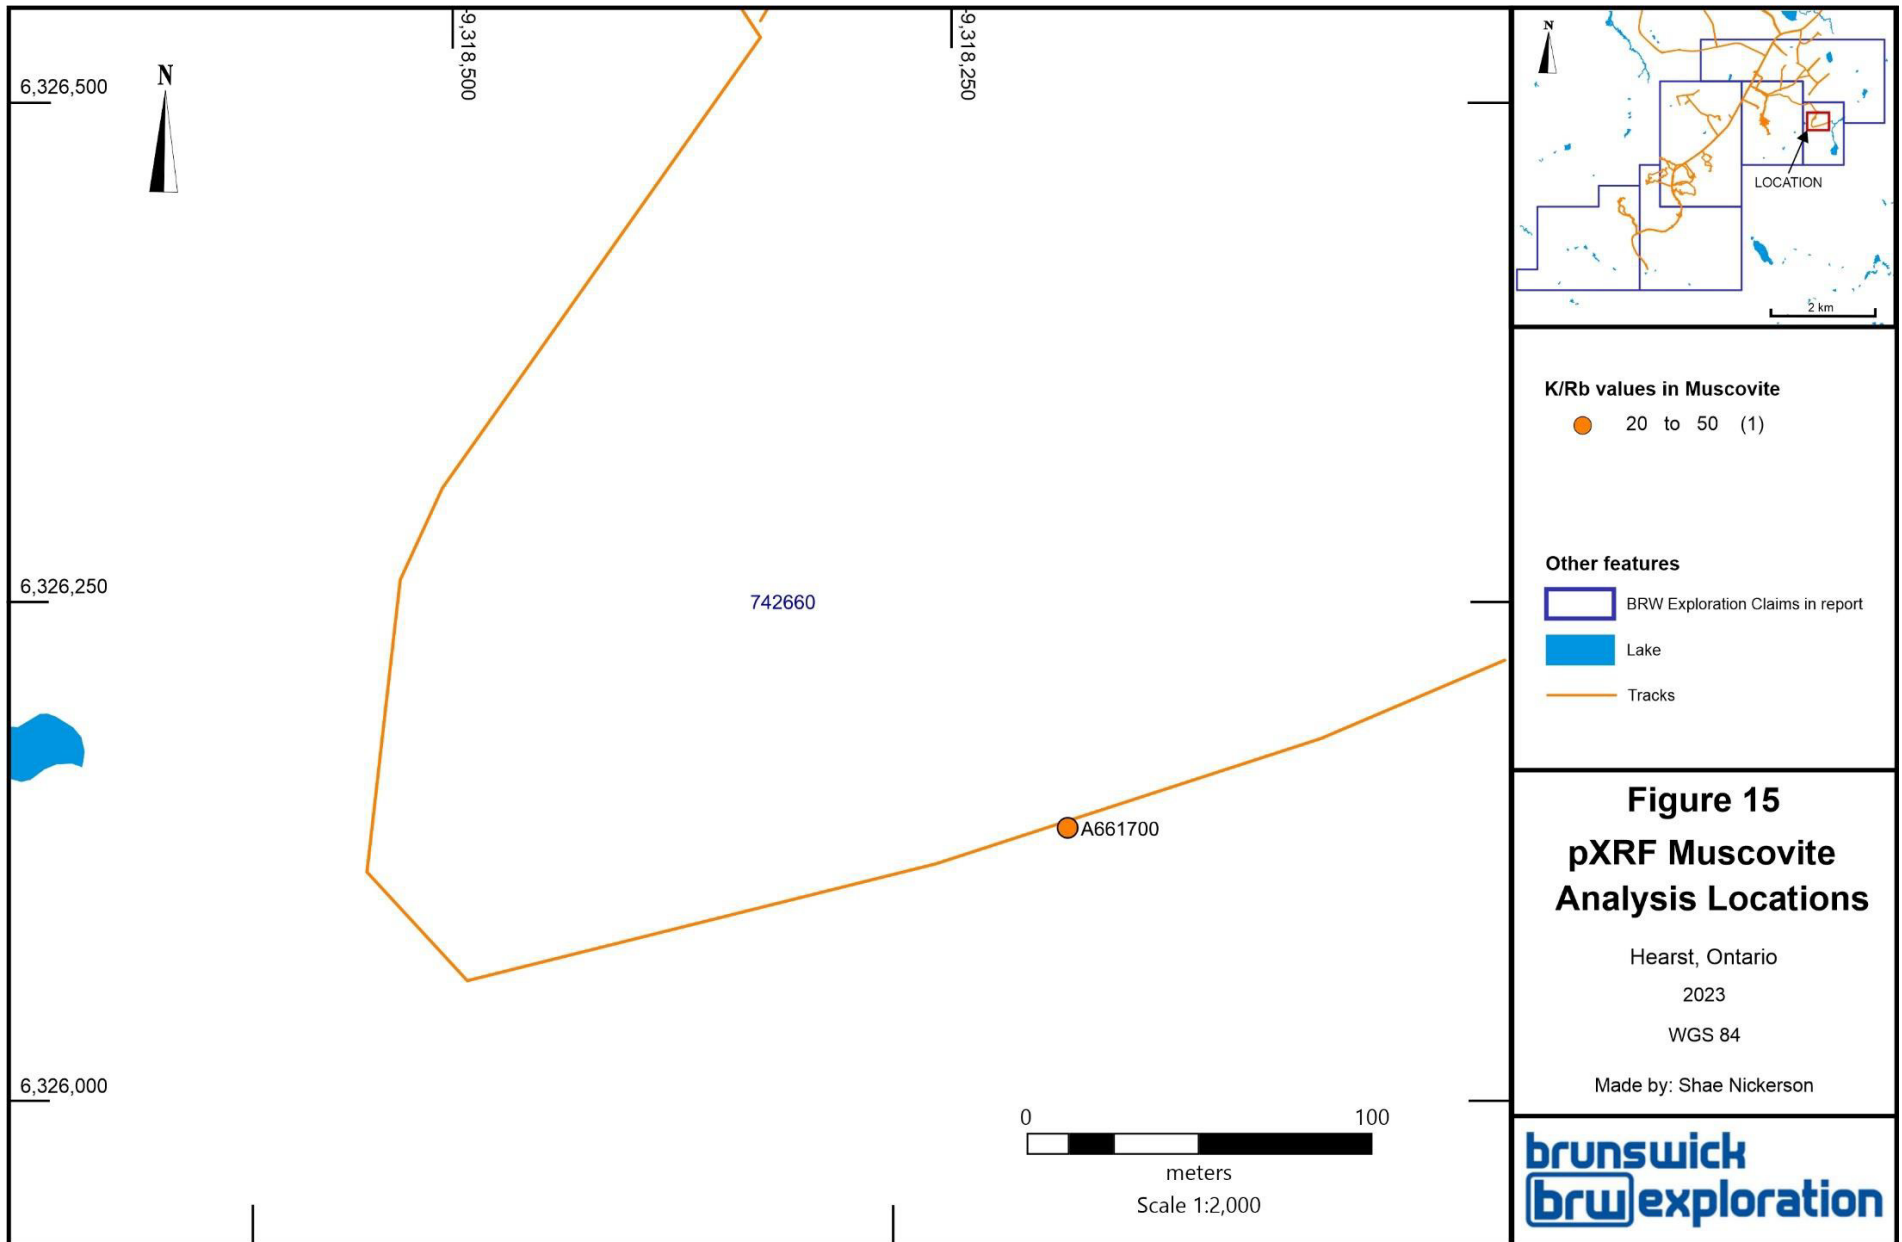 -9,318,500
-9,318,250
6,326,500
N
6,326,250
742660
A661700
6,326,000
0 100
meters
Scale 1:2,000
N
LOCATION
2 km
K/Rb values in Muscovite
20 to 50 (1)
Other features
BRW Exploration Claims in report
Lake
Tracks
Figure 15
pXRF Muscovite
Analysis Locations
Hearst, Ontario
2023
WGS 84
Made by: Shae Nickerson
brunswick
brw exploration